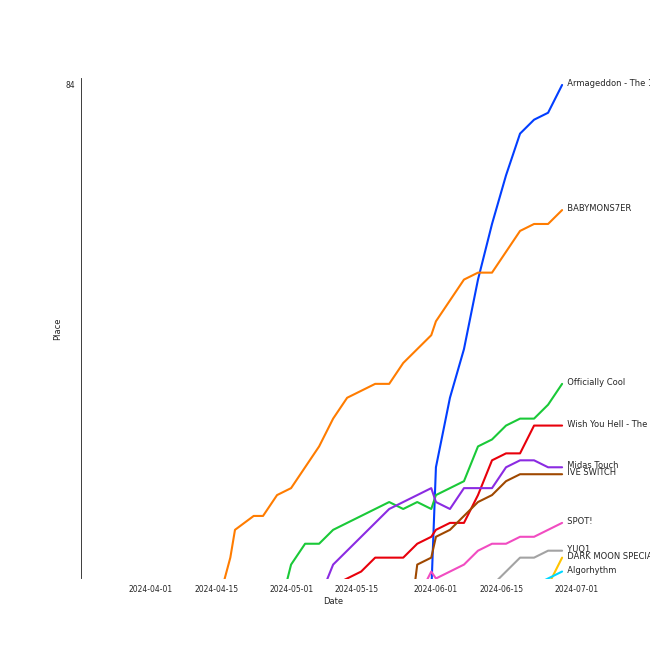 84
Armageddon - The
BABYMONS7ER
Officially Cool
Wish You Hell - The
Midas Touch
IVE SWITCH
SPOT!
YUQ1
DARK MOON SPECIA
Algorhythm
Place
2024-04-01
2024-04-15
2024-05-01
2024-05-15
2024-06-01
2024-06-15
2024-07-01
Date